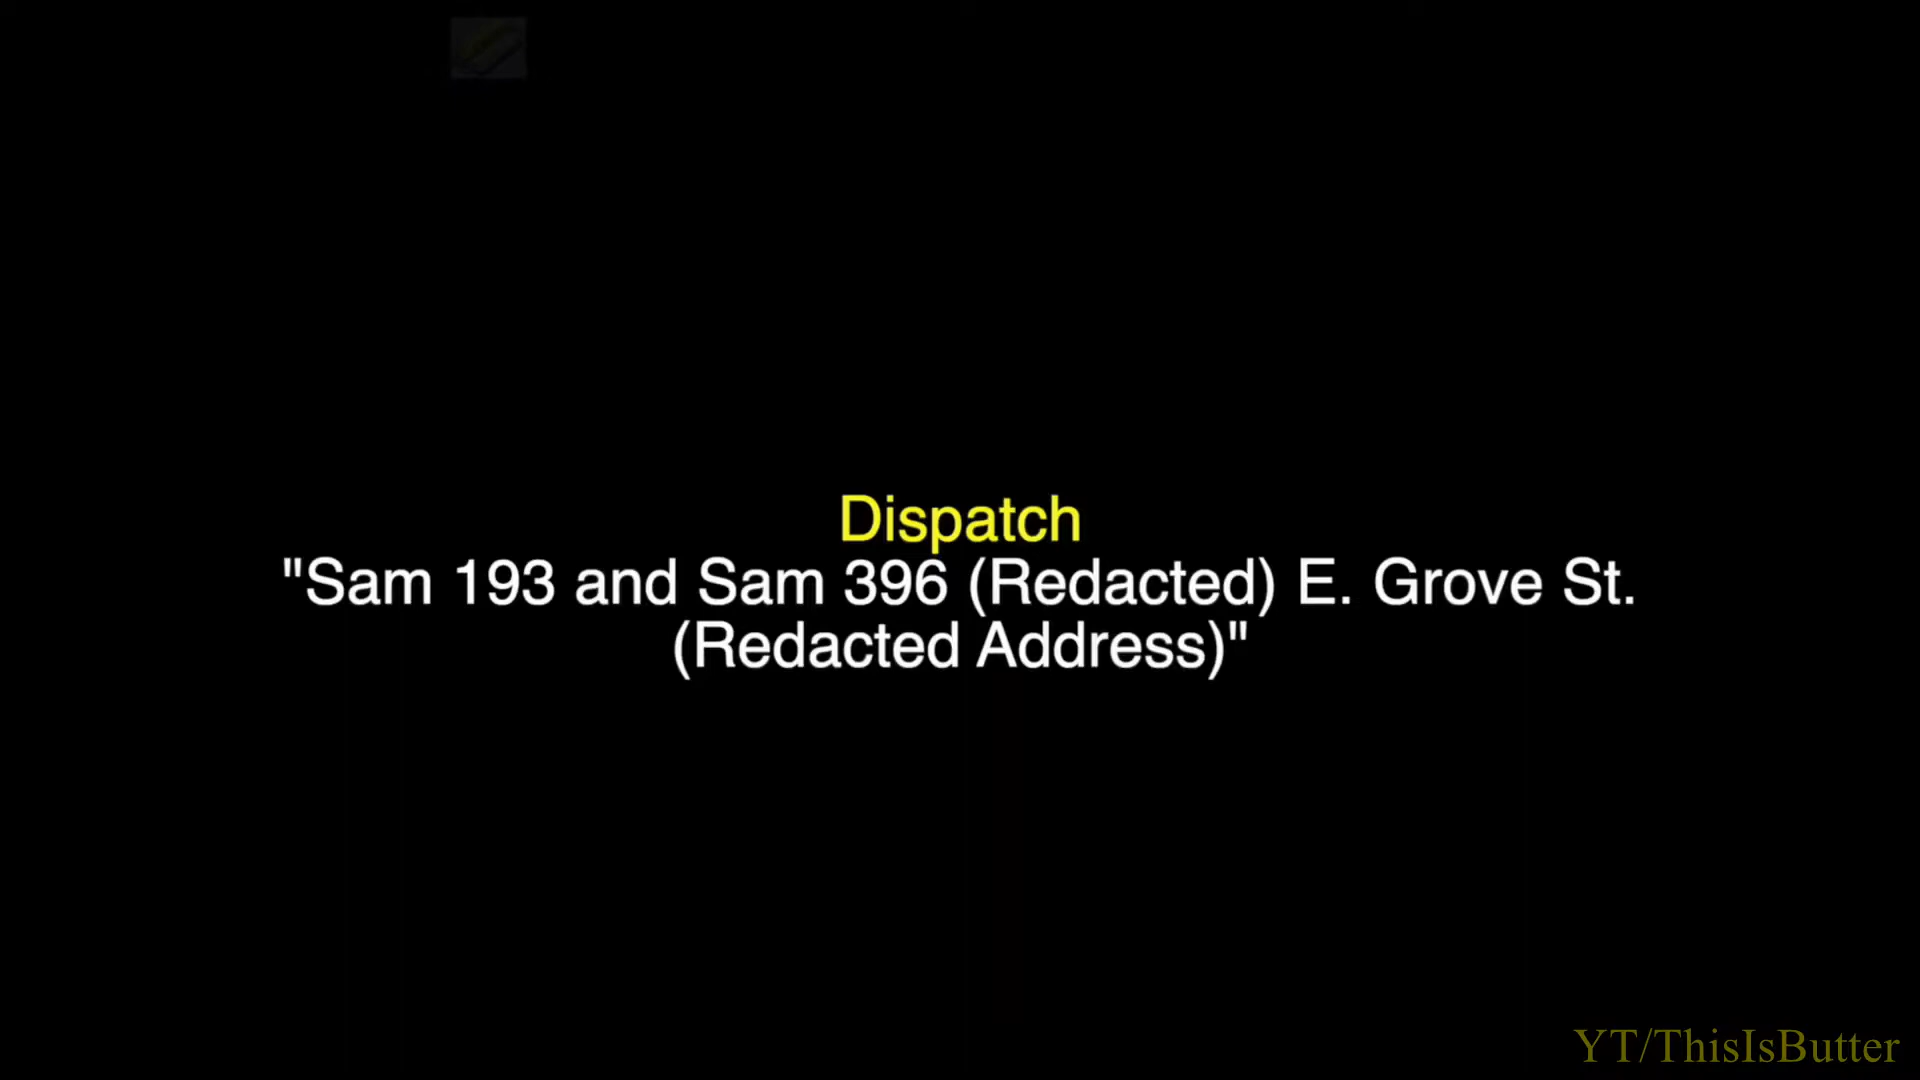 Dispatch
"Sam 193 and Sam 396 (Redacted) E. Grove St.
(Redacted Address)"
YT/ThisIsButter